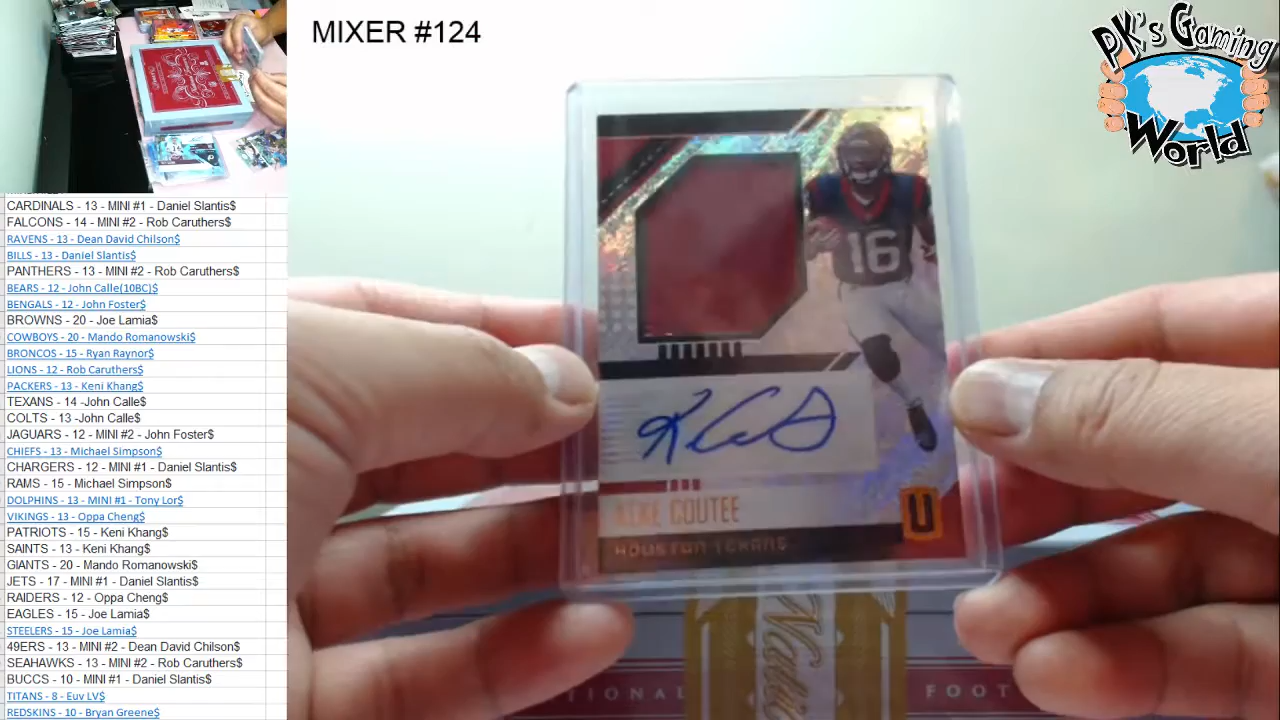 MIXER #124
PK's Gaming
World
CARDINALS - 13 - MINI #1 - Daniel Slantis$
FALCONS - 14 - MINI #2 - Rob Caruthers$
RAVENS - 13 - Dean David Chilson$
BILLS - 13 - Daniel Slantis$
PANTHERS - 13 - MINI #2 - Rob Caruthers$
BEARS - 12 - John Calle(10BC)$
BENGALS - 12 - John Foster$
BROWNS - 20 - Joe Lamia$
COWBOYS - 20 - Mando Romanowski$
BRONCOS - 15 - Ryan Raynor$
LIONS - 12 - Rob Caruthers$
PACKERS - 13 - Keni Khang$
TEXANS - 14 -John Calle$
COLTS - 13 -John Calle$
JAGUARS - 12 - MINI #2 - John Foster$
CHIEFS - 13 - Michael Simpson$
CHARGERS - 12 - MINI #1 - Daniel Slantis$
RAMS - 15 - Michael Simpson$
DOLPHINS - 13 - MINI #1 - Tony Lor$
VIKINGS - 13 - Oppa Cheng$
PATRIOTS - 15 - Keni Khang$
SAINTS - 13 - Keni Khang$
GIANTS - 20 - Mando Romanowski$
JETS - 17 - MINI #1 - Daniel Slantis$
RAIDERS - 12 - Oppa Cheng$
EAGLES - 15 - Joe Lamia$
STEELERS - 15 - Joe Lamia$
49ERS - 13 - MINI #2 - Dean David Chilson$
SEAHAWKS - 13 - MINI #2 - Rob Caruthers$
BUCCS - 10 - MINI #1 - Daniel Slantis$
TITANS - 8 - Euv LV$
REDSKINS - 10 - Bryan Greene$
16
KEKE COUTEE
U
HOUSTON TEXANS
TIONAL FOOT